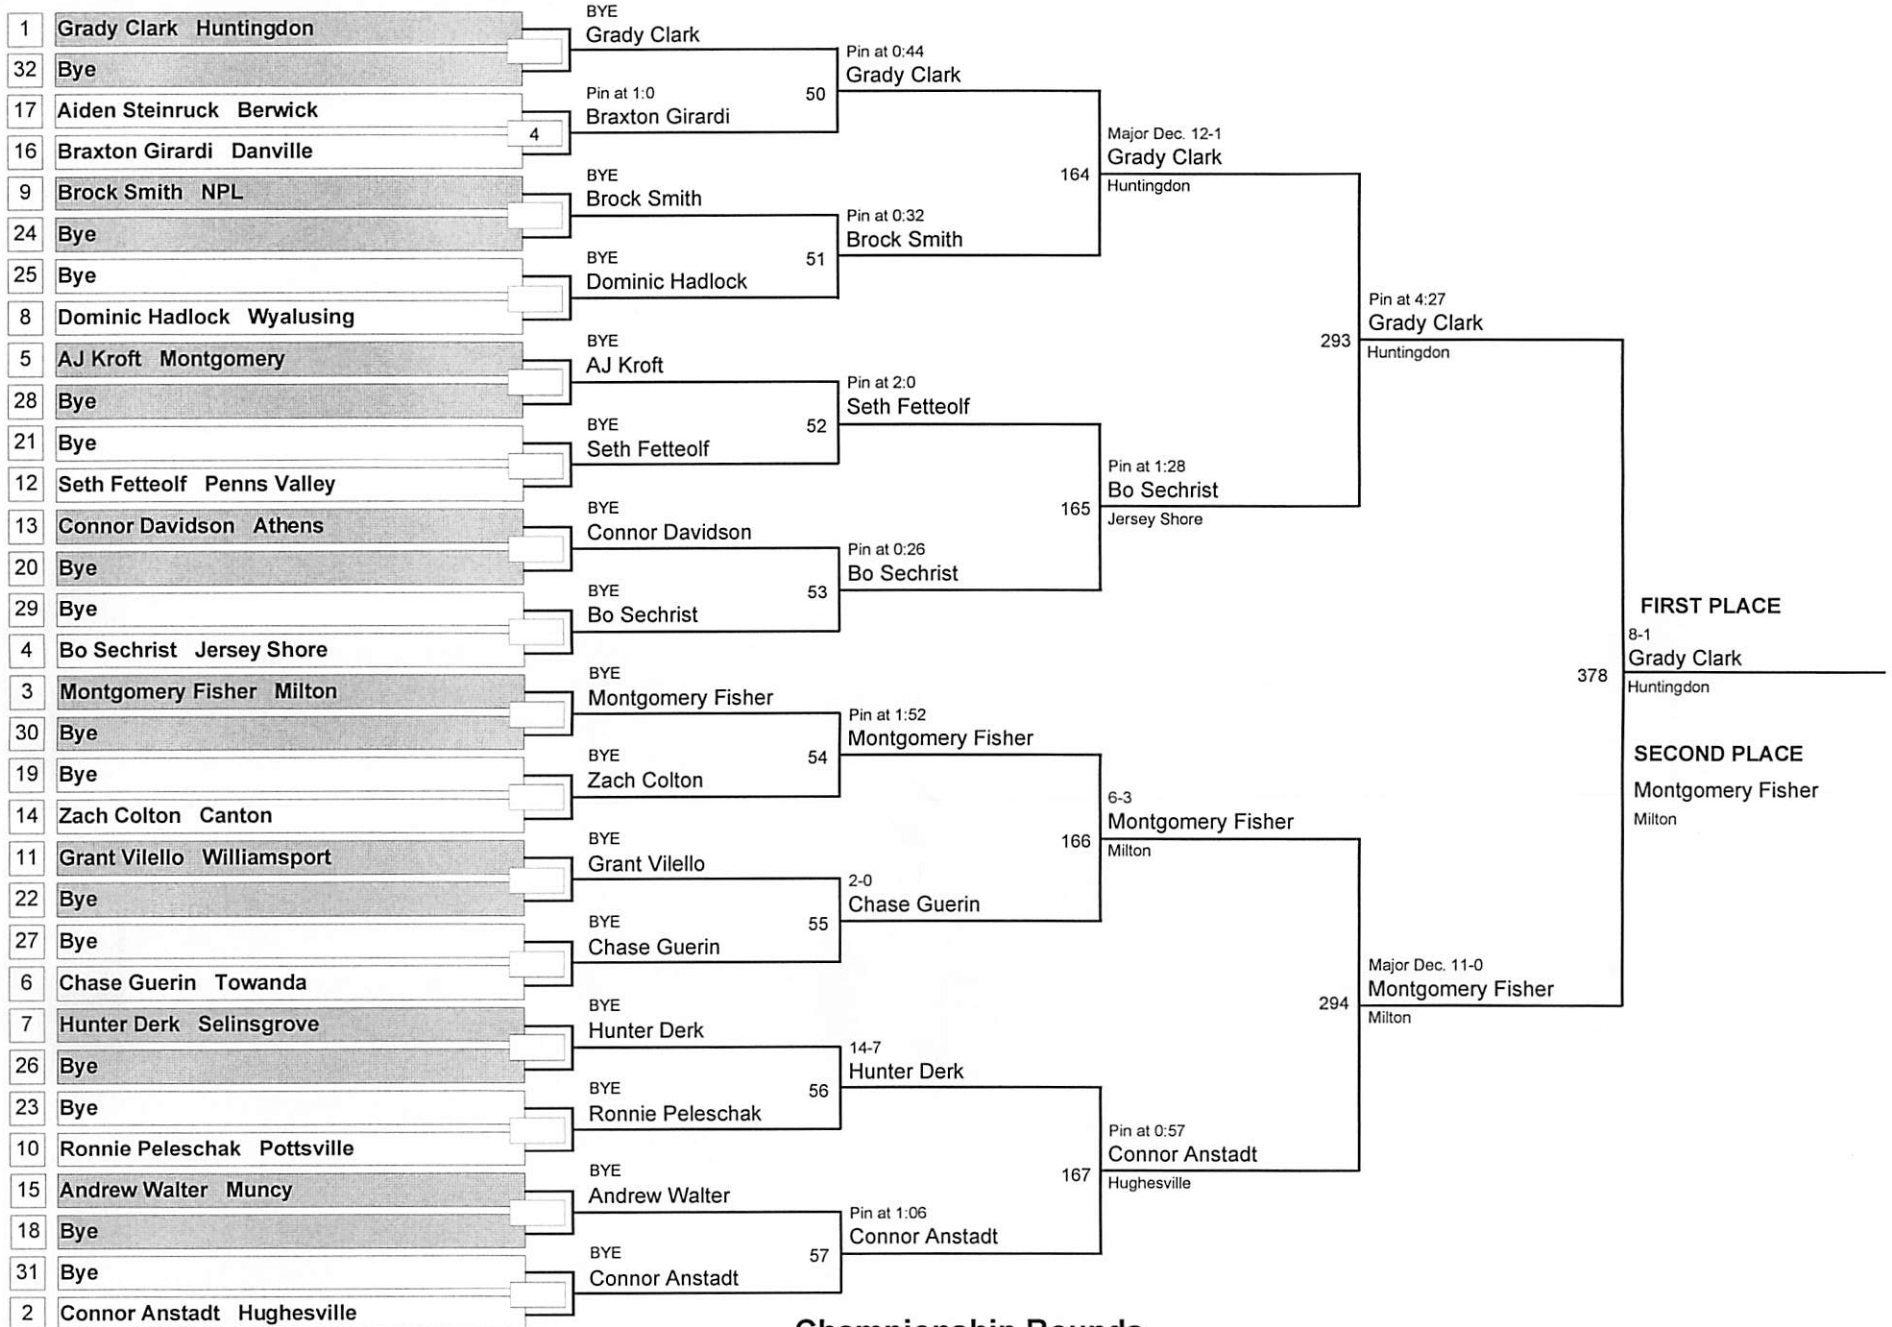 1 Grady Clark Huntingdon
32 Bye
17 Aiden Steinruck Berwick
4
16 Braxton Girardi Danville
9 Brock Smith NPL
24 Bye
25 Bye
8 Dominic Hadlock Wyalusing
5 AJ Kroft Montgomery
28 Bye
21 Bye
12 Seth Fetteolf Penns Valley
13 Connor Davidson Athens
20 Bye
29 Bye
4 Bo Sechrist Jersey Shore
3 Montgomery Fisher Milton
30 Bye
19 Bye
14 Zach Colton Canton
11 Grant Vilello Williamsport
22 Bye
27 Bye
6 Chase Guerin Towanda
7 Hunter Derk Selinsgrove
26 Bye
23 Bye
10 Ronnie Peleschak Pottsville
15 Andrew Walter Muncy
18 Bye
31 Bye
2 Connor Anstadt Hughesville
BYE
Grady Clark
Pin at 1:0
Braxton Girardi
50
BYE
Brock Smith
BYE
Dominic Hadlock
51
BYE
AJ Kroft
BYE
Seth Fetteolf
52
BYE
Connor Davidson
BYE
Bo Sechrist
53
BYE
Montgomery Fisher
BYE
Zach Colton
54
BYE
Grant Vilello
BYE
Chase Guerin
55
BYE
Hunter Derk
BYE
Ronnie Peleschak
56
BYE
Andrew Walter
BYE
Connor Anstadt
57
Pin at 0:44
Grady Clark
164
Pin at 0:32
Brock Smith
Pin at 2:0
Seth Fetteolf
165
Pin at 0:26
Bo Sechrist
Pin at 1:52
Montgomery Fisher
166
2-0
Chase Guerin
14-7
Hunter Derk
167
Pin at 1:06
Connor Anstadt
Major Dec. 12-1
Grady Clark
Huntingdon
293
Pin at 1:28
Bo Sechrist
Jersey Shore
6-3
Montgomery Fisher
Milton
294
Pin at 0:57
Connor Anstadt
Hughesville
Pin at 4:27
Grady Clark
Huntingdon
378
Major Dec. 11-0
Montgomery Fisher
Milton
FIRST PLACE
8-1
Grady Clark
Huntingdon
SECOND PLACE
Montgomery Fisher
Milton
Championship Rounds